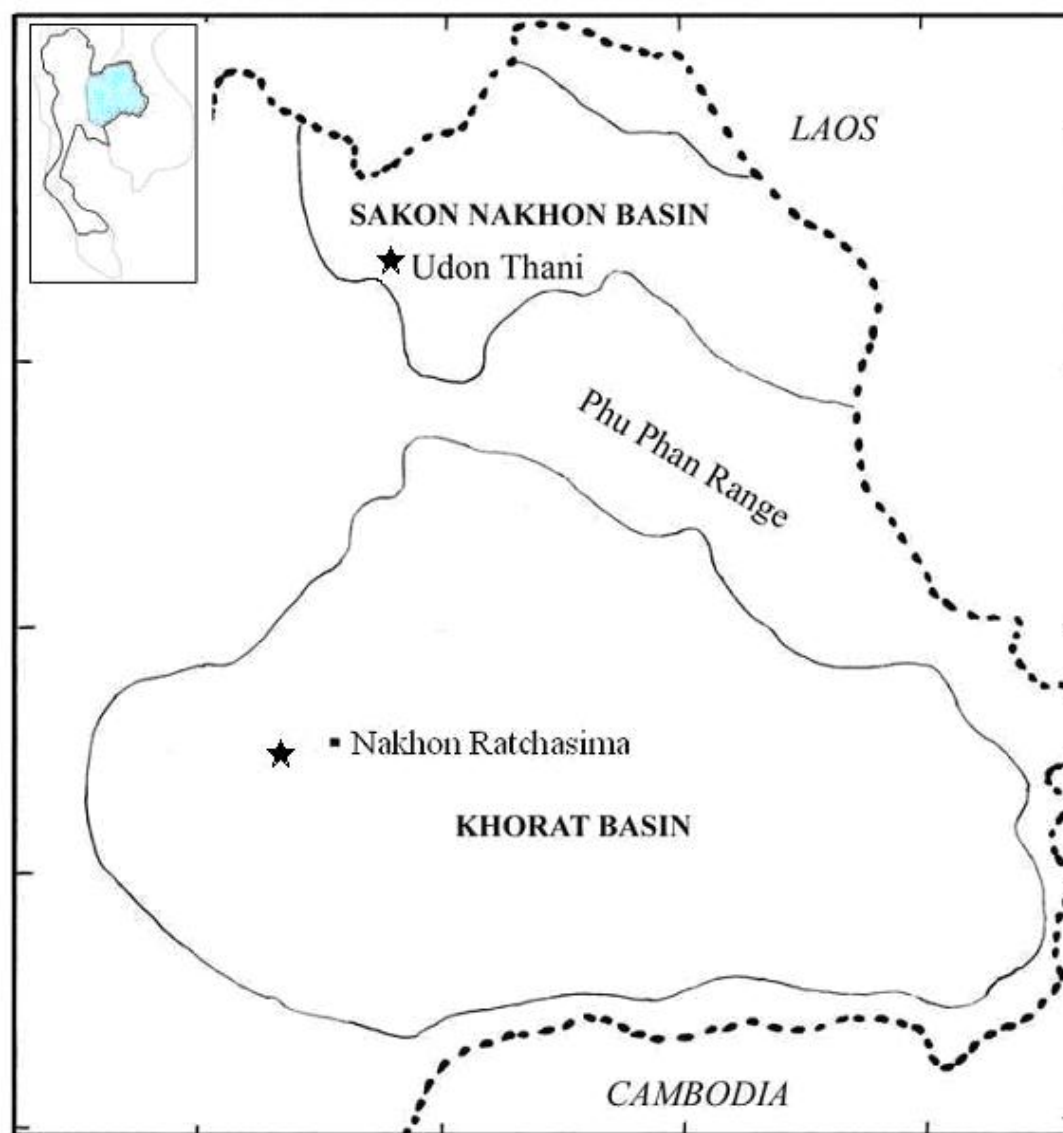 LAOS
SAKON NAKHON BASIN
Udon Thani
Phu Phan Range
Nakhon Ratchasima
KHORAT BASIN
CAMBODIA